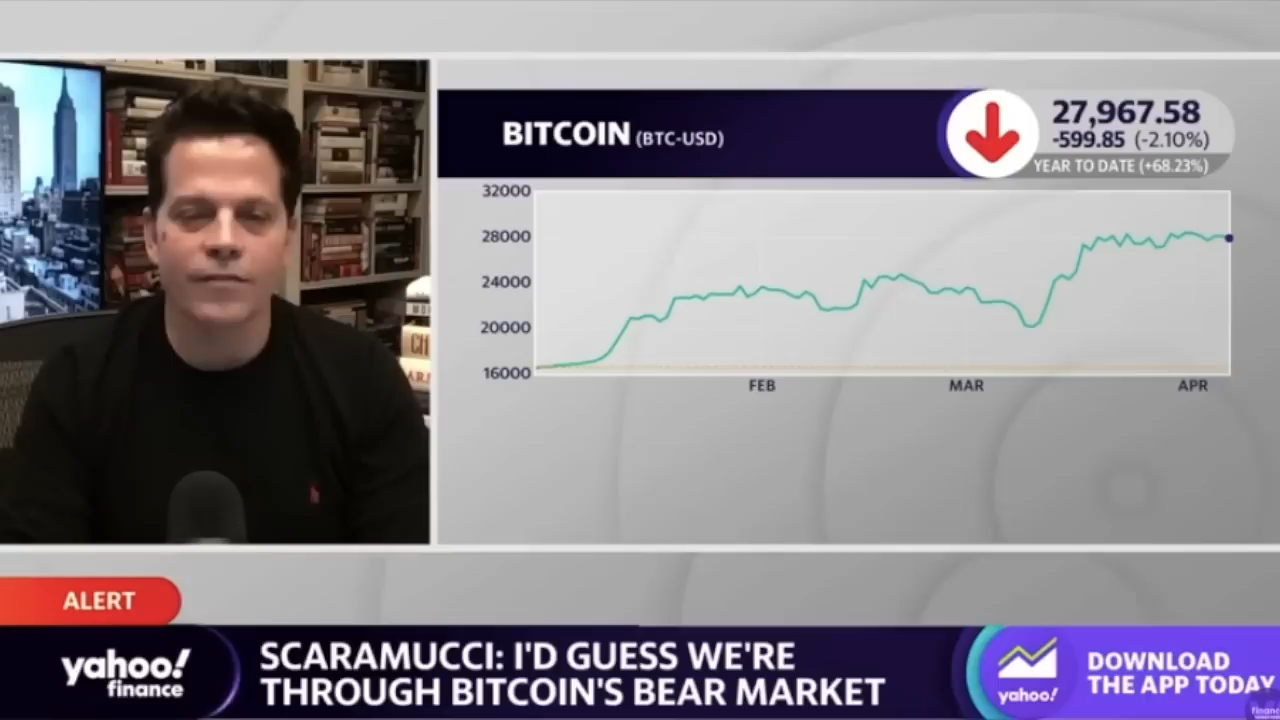 BITCOIN (BTC-USD)
27,967.58
-599.85 (-2.10%)
YEAR TO DATE (+68.23%)
32000
28000
24000
20000
16000
FEB
MAR
APR
ALERT
yahoo!
finance
SCARAMUCCI: I'D GUESS WE'RE
THROUGH BITCOIN'S BEAR MARKET
yahoo!
DOWNLOAD
THE APP TODAY